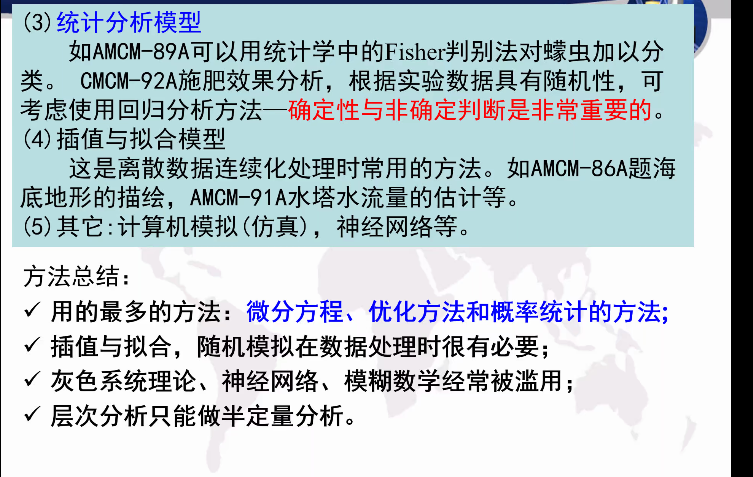 (3)统计分析模型
如AMCM-89A可以用统计学中的Fisher判别法对蠓虫加以分
类。 CMCM-92A施肥效果分析，根据实验数据具有随机性，可
考虑使用回归分析方法—确定性与非确定判断是非常重要的。
(4)插值与拟合模型
这是离散数据连续化处理时常用的方法。如AMCM-86A题海
底地形的描绘，AMCM-91A水塔水流量的估计等。
(5)其它:计算机模拟(仿真)，神经网络等。
方法总结：
✓ 用的最多的方法：微分方程、优化方法和概率统计的方法;
✓ 插值与拟合，随机模拟在数据处理时很有必要；
✓ 灰色系统理论、神经网络、模糊数学经常被滥用；
✓ 层次分析只能做半定量分析。